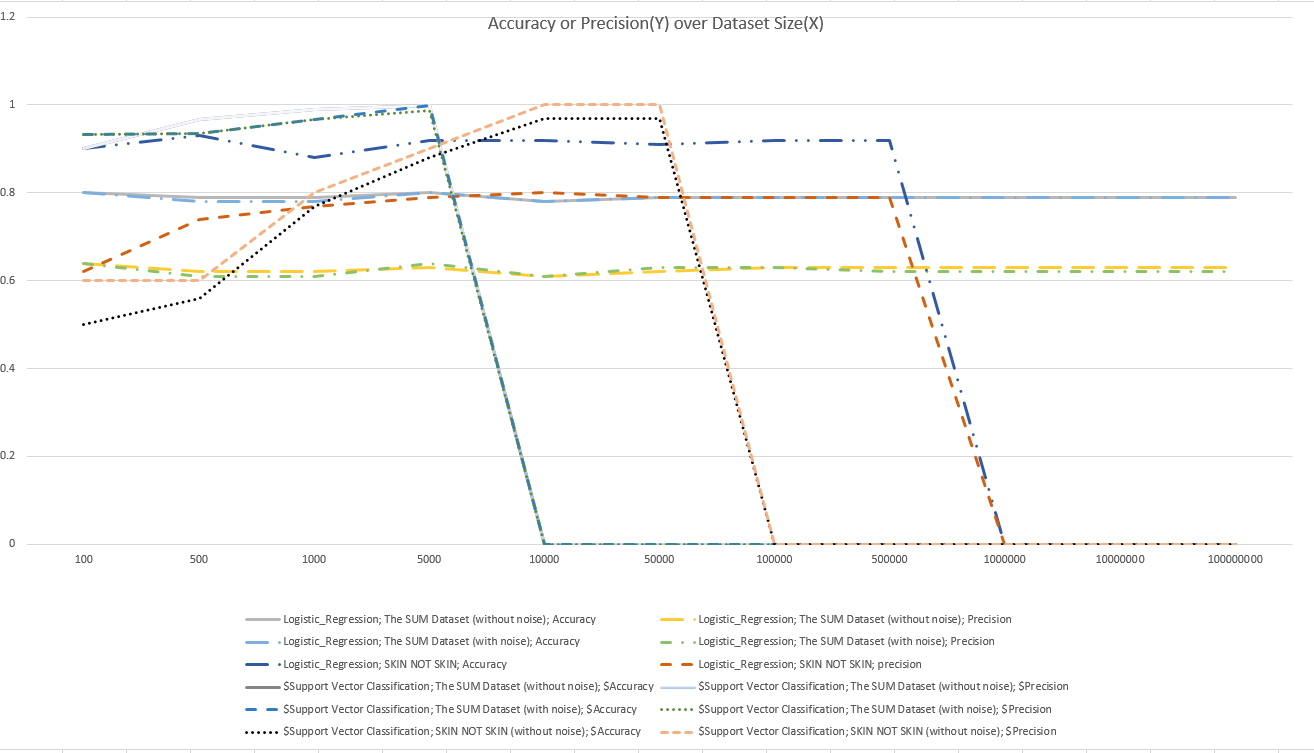 Accuracy or Precision(Y) over Dataset Size(X)
1.2
1
0.8
0.6
0.4
0.2
0
100 500 1000 5000 10000 50000 100000 500000 1000000 10000000 100000000
Logistic_Regression; The SUM Dataset (without noise); Accuracy Logistic_Regression; The SUM Dataset (without noise); Precision
Logistic_Regression; The SUM Dataset (with noise); Accuracy Logistic_Regression; The SUM Dataset (with noise); Precision
Logistic_Regression; SKIN NOT SKIN; Accuracy Logistic_Regression; SKIN NOT SKIN; precision
$Support Vector Classification; The SUM Dataset (without noise); $Accuracy $Support Vector Classification; The SUM Dataset (without noise); $Precision
$Support Vector Classification; The SUM Dataset (with noise); $Accuracy $Support Vector Classification; The SUM Dataset (with noise); $Precision
$Support Vector Classification; SKIN NOT SKIN (without noise); $Accuracy $Support Vector Classification; SKIN NOT SKIN (without noise); $Precision